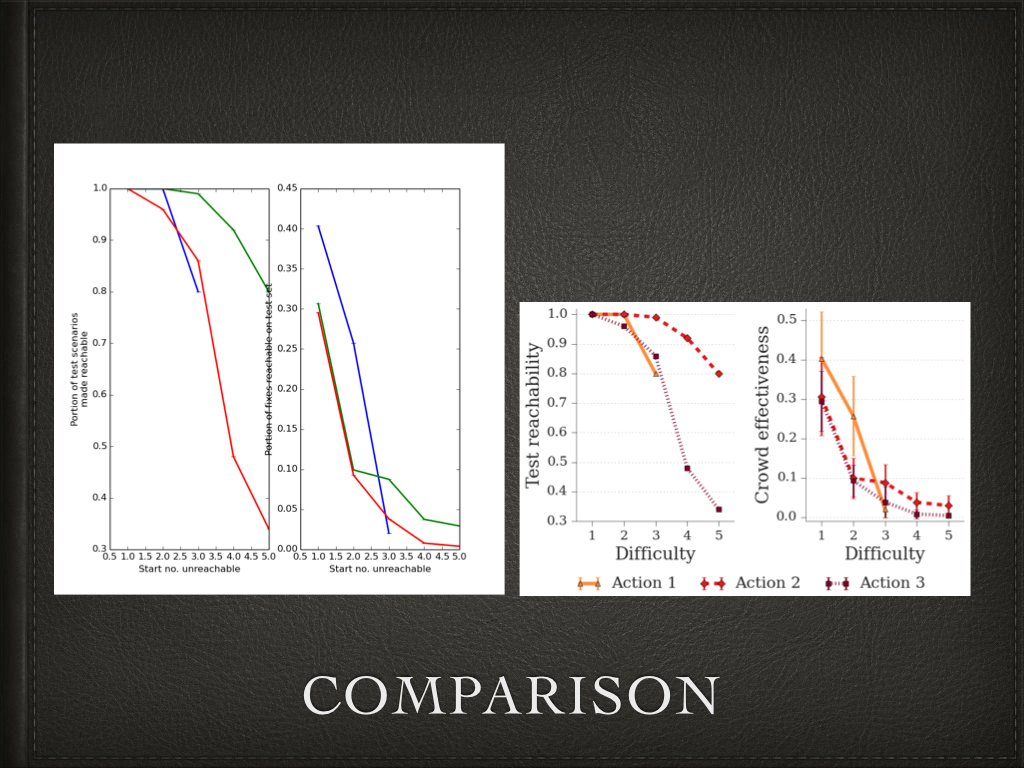 1.0
0.9
0.8
0.7
0.6
0.5
0.4
0.3
Portion of test scenarios
made reachable
0.5 1.0 1.5 2.0 2.5 3.0 3.5 4.0 4.5 5.0
Start no. unreachable
0.45
0.40
0.35
0.30
0.25
0.20
0.15
0.10
0.05
0.00
Portion of fixes reachable on test set
0.5 1.0 1.5 2.0 2.5 3.0 3.5 4.0 4.5 5.0
Start no. unreachable
1.0
0.9
0.8
0.7
0.6
0.5
0.4
0.3
Test reachability
1 2 3 4 5
Difficulty
0.5
0.4
0.3
0.2
0.1
0.0
Crowd effectiveness
1 2 3 4 5
Difficulty
Action 1 Action 2 Action 3
COMPARISON